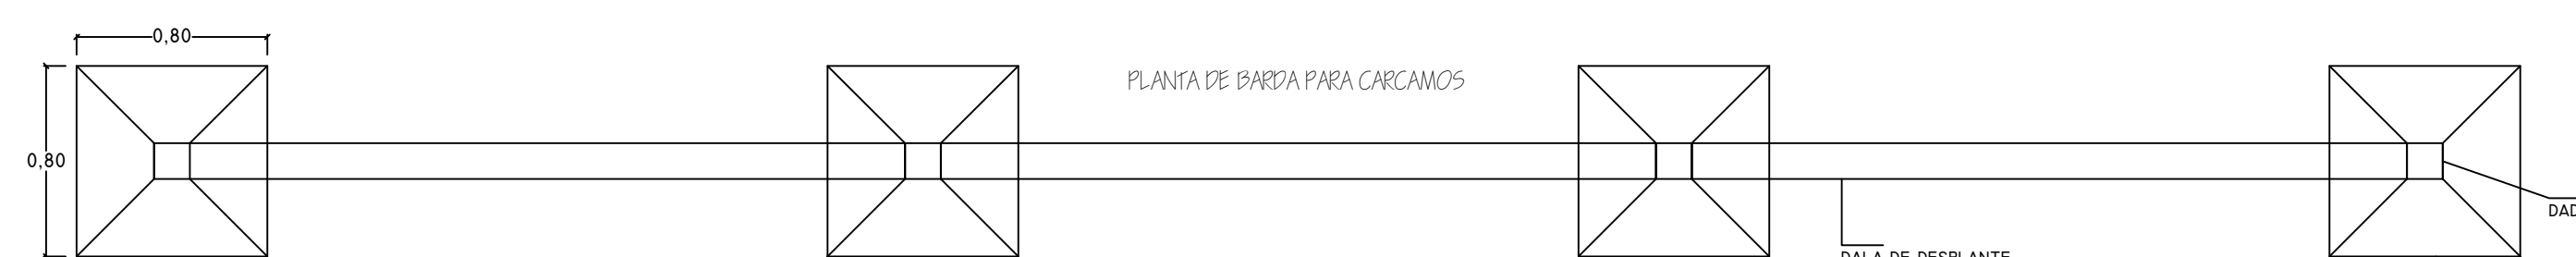 0,80
PLANTA DE BARDA PARA CARCAMOS
0,80
DALA DE DESPLANTE